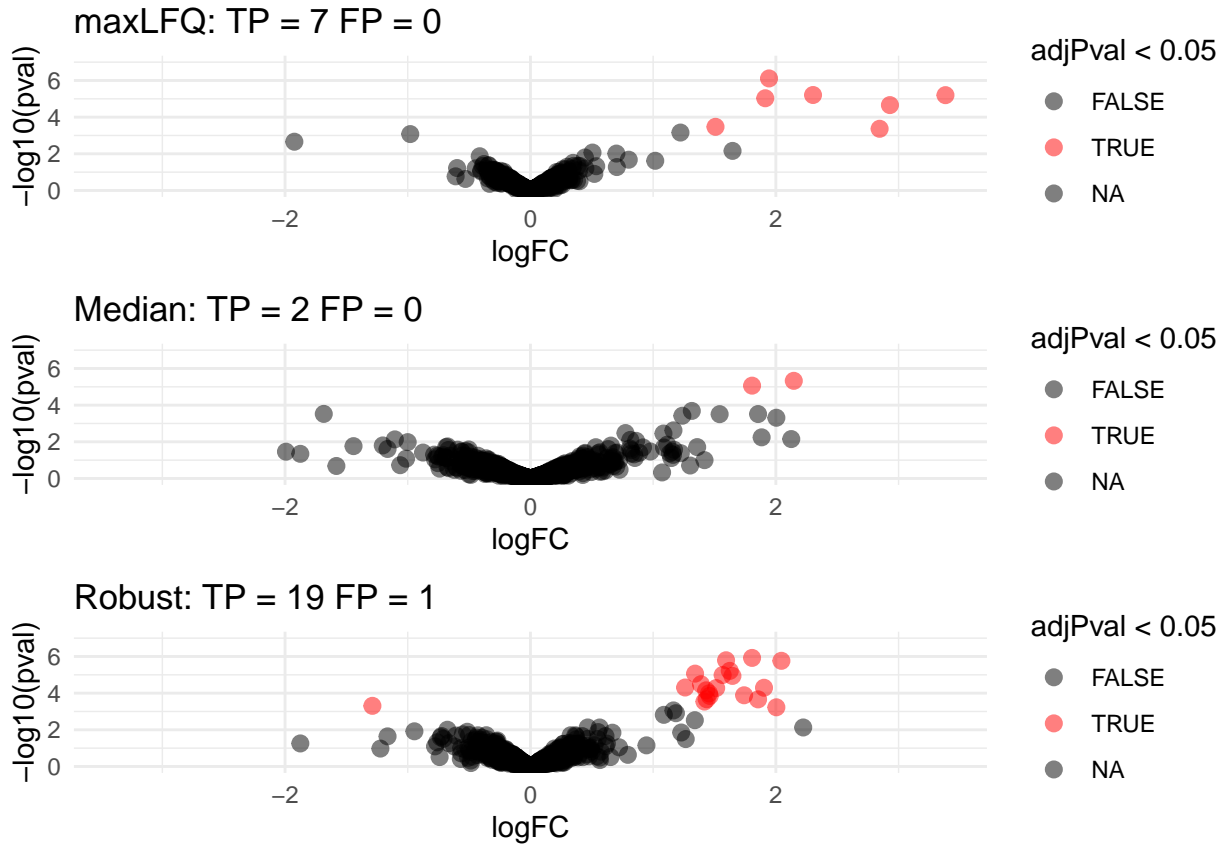 maxLFQ: TP = 7 FP = 0
−log10(pval)
6
4
2
0
−2
0
2
logFC
adjPval < 0.05
FALSE
TRUE
NA
Median: TP = 2 FP = 0
−log10(pval)
6
4
2
0
−2
0
2
logFC
adjPval < 0.05
FALSE
TRUE
NA
Robust: TP = 19 FP = 1
−log10(pval)
6
4
2
0
−2
0
2
logFC
adjPval < 0.05
FALSE
TRUE
NA